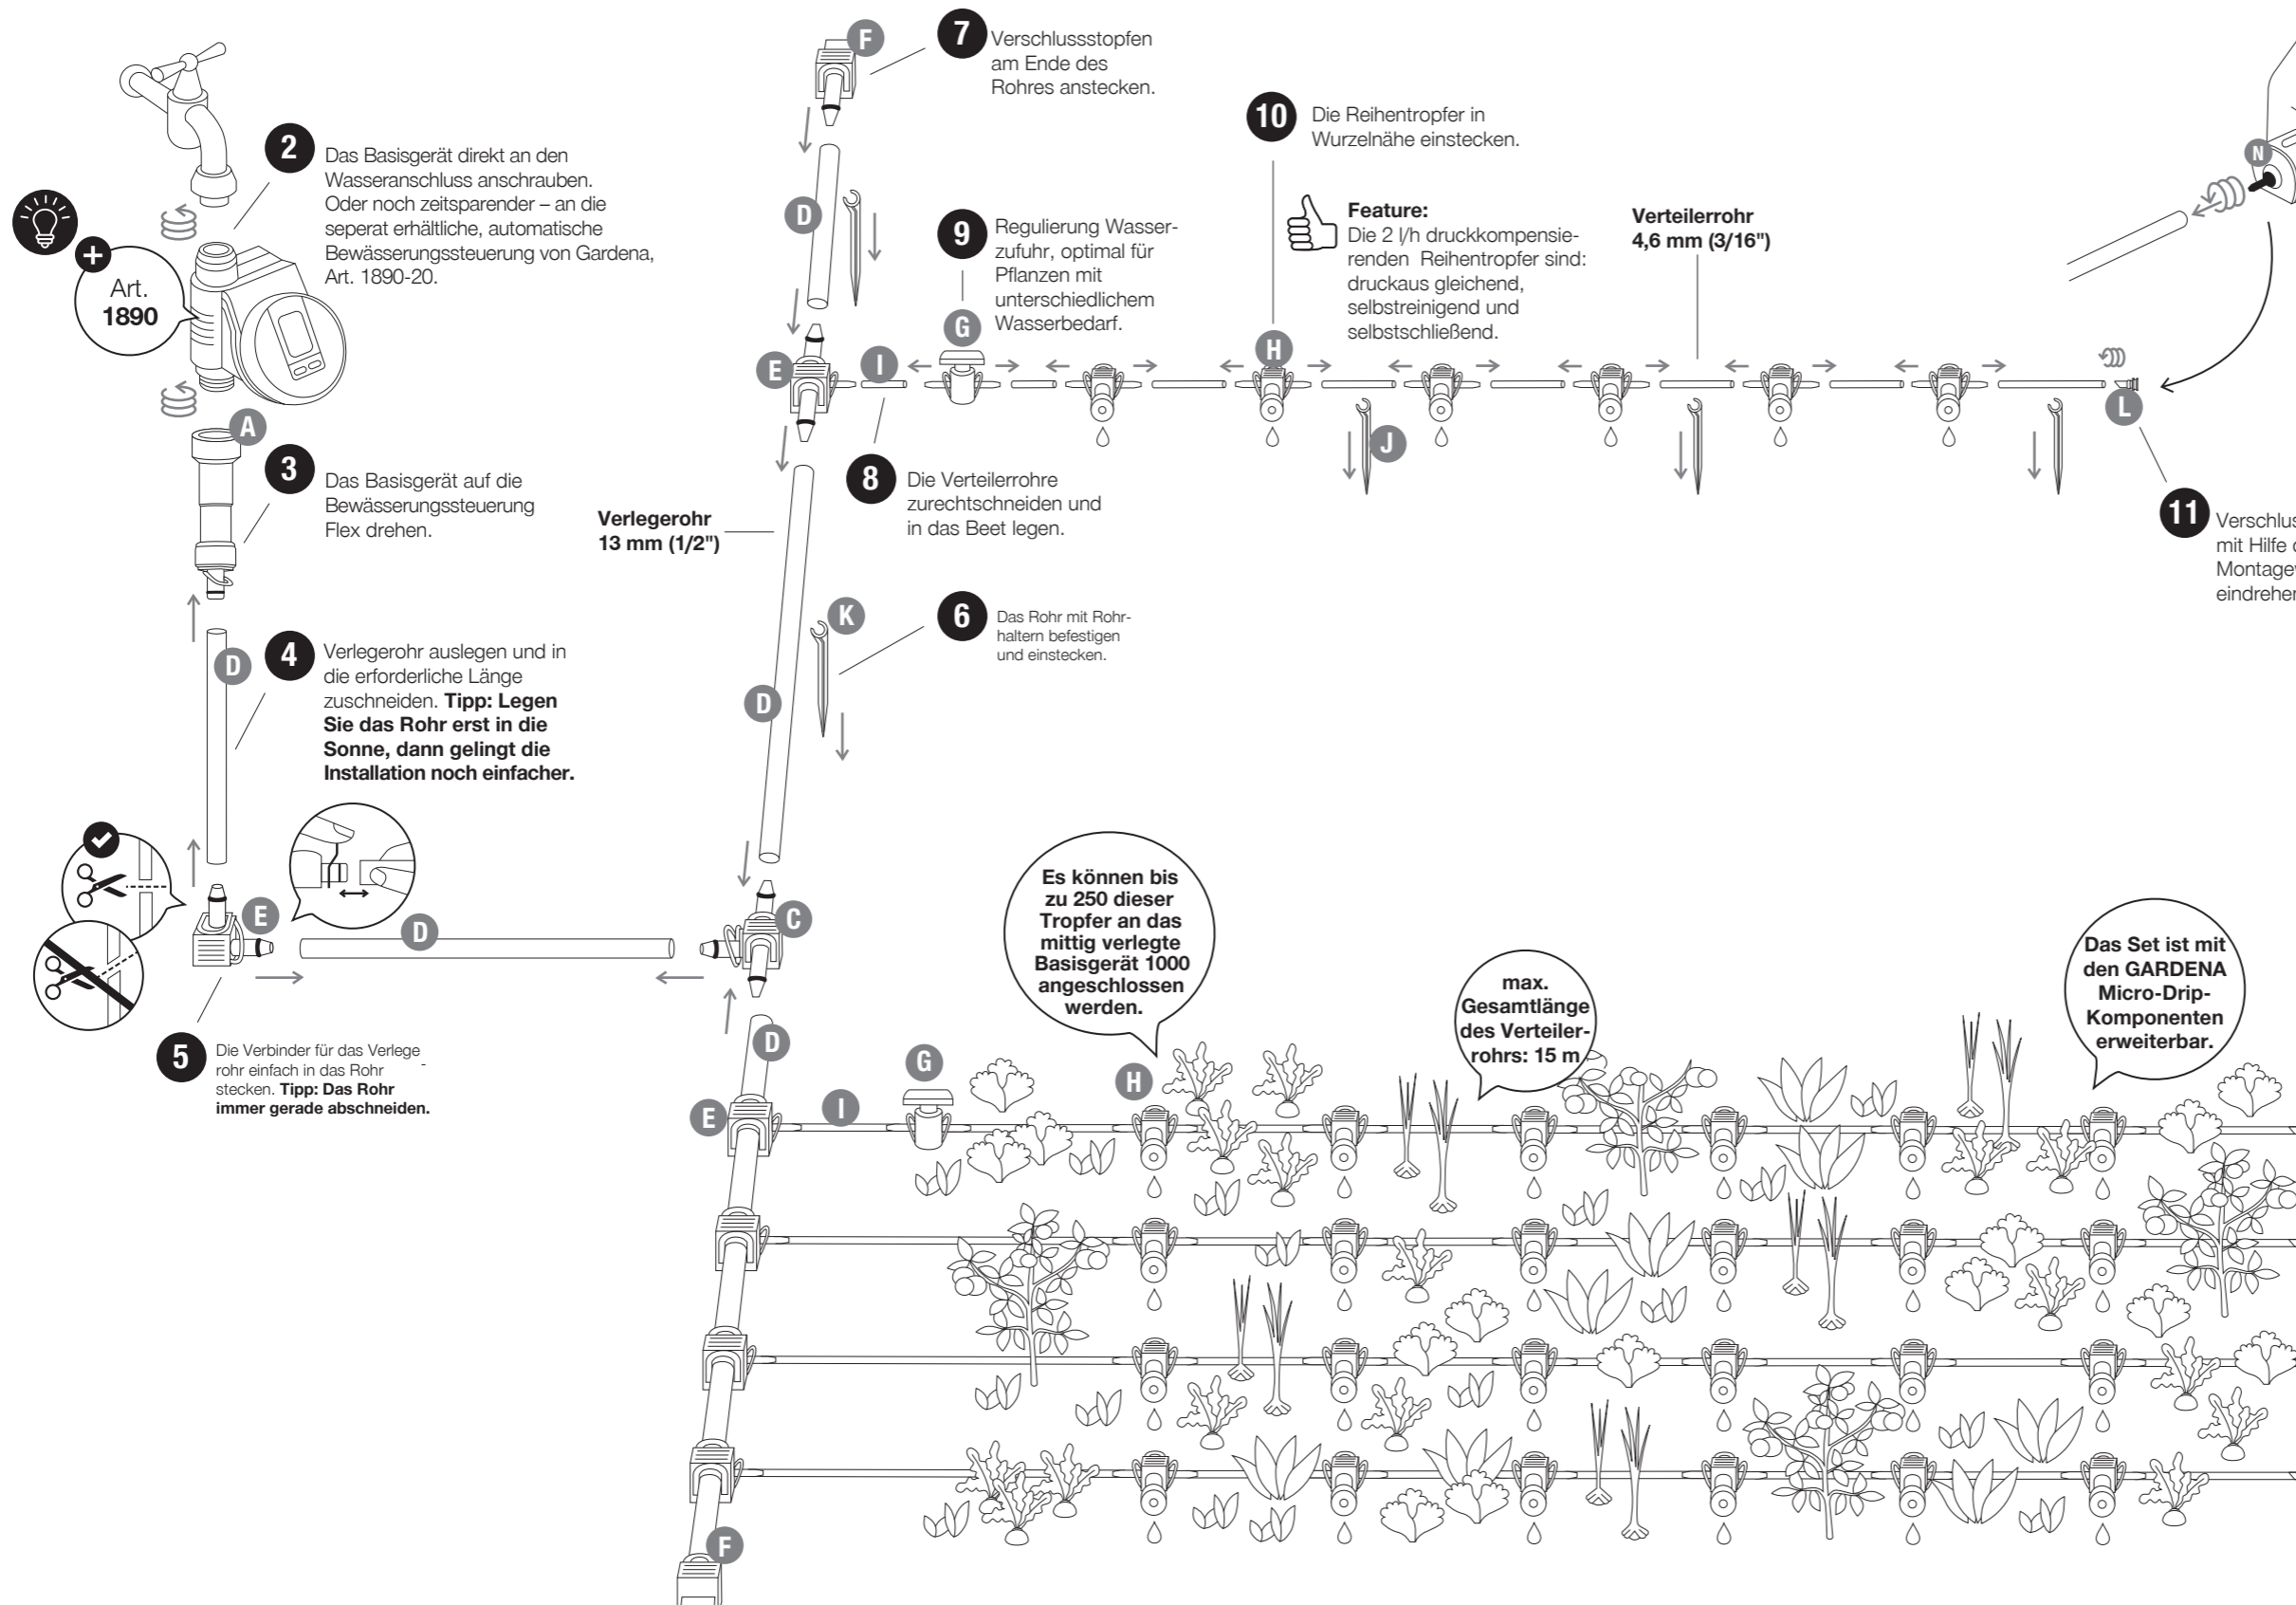 7
Verschlussstopfen
am Ende des
Rohres anstecken.
F
10
Die Reihentropfer in
Wurzelnähe einstecken.
2
Das Basisgerät direkt an den
Wasseranschluss anschrauben.
Oder noch zeitsparender – an die
seperat erhältliche, automatische
Bewässerungssteuerung von Gardena,
Art. 1890-20.
+
Art.
1890
N
D
9
Regulierung Wasser-
zufuhr, optimal für
Pflanzen mit
unterschiedlichem
Wasserbedarf.
Feature:
Die 2 l/h druckkompensie-
renden Reihentropfer sind:
druckaus gleichend,
selbstreinigend und
selbstschließend.
Verteilerrohr
4,6 mm (3/16")
G
E
I
H
J
L
A
3
Das Basisgerät auf die
Bewässerungssteuerung
Flex drehen.
8
Die Verteilerrohre
zurechtschneiden und
in das Beet legen.
Verlegerohr
13 mm (1/2")
11
Verschlus
mit Hilfe
Montage
eindrehe
K
6
Das Rohr mit Rohr-
haltern befestigen
und einstecken.
D
D
4
Verlegerohr auslegen und in
die erforderliche Länge
zuschneiden. Tipp: Legen
Sie das Rohr erst in die
Sonne, dann gelingt die
Installation noch einfacher.
E
D
C
5
Die Verbinder für das Verlege -
rohr einfach in das Rohr
stecken. Tipp: Das Rohr
immer gerade abschneiden.
Es können bis
zu 250 dieser
Tropfer an das
mittig verlegte
Basisgerät 1000
angeschlossen
werden.
max.
Gesamtlänge
des Verteiler-
rohrs: 15 m
Das Set ist mit
den GARDENA
Micro-Drip-
Komponenten
erweiterbar.
D
G
H
E
I
F